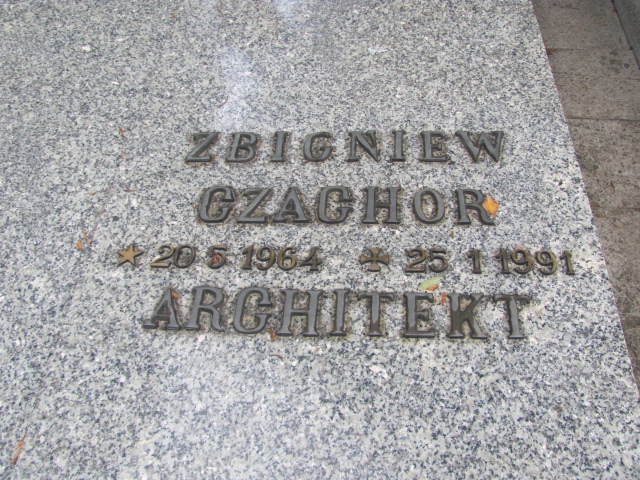 ZBIGNIEW
CZACHOR
20 5 1964 25 1 1991
ARCHITEKT